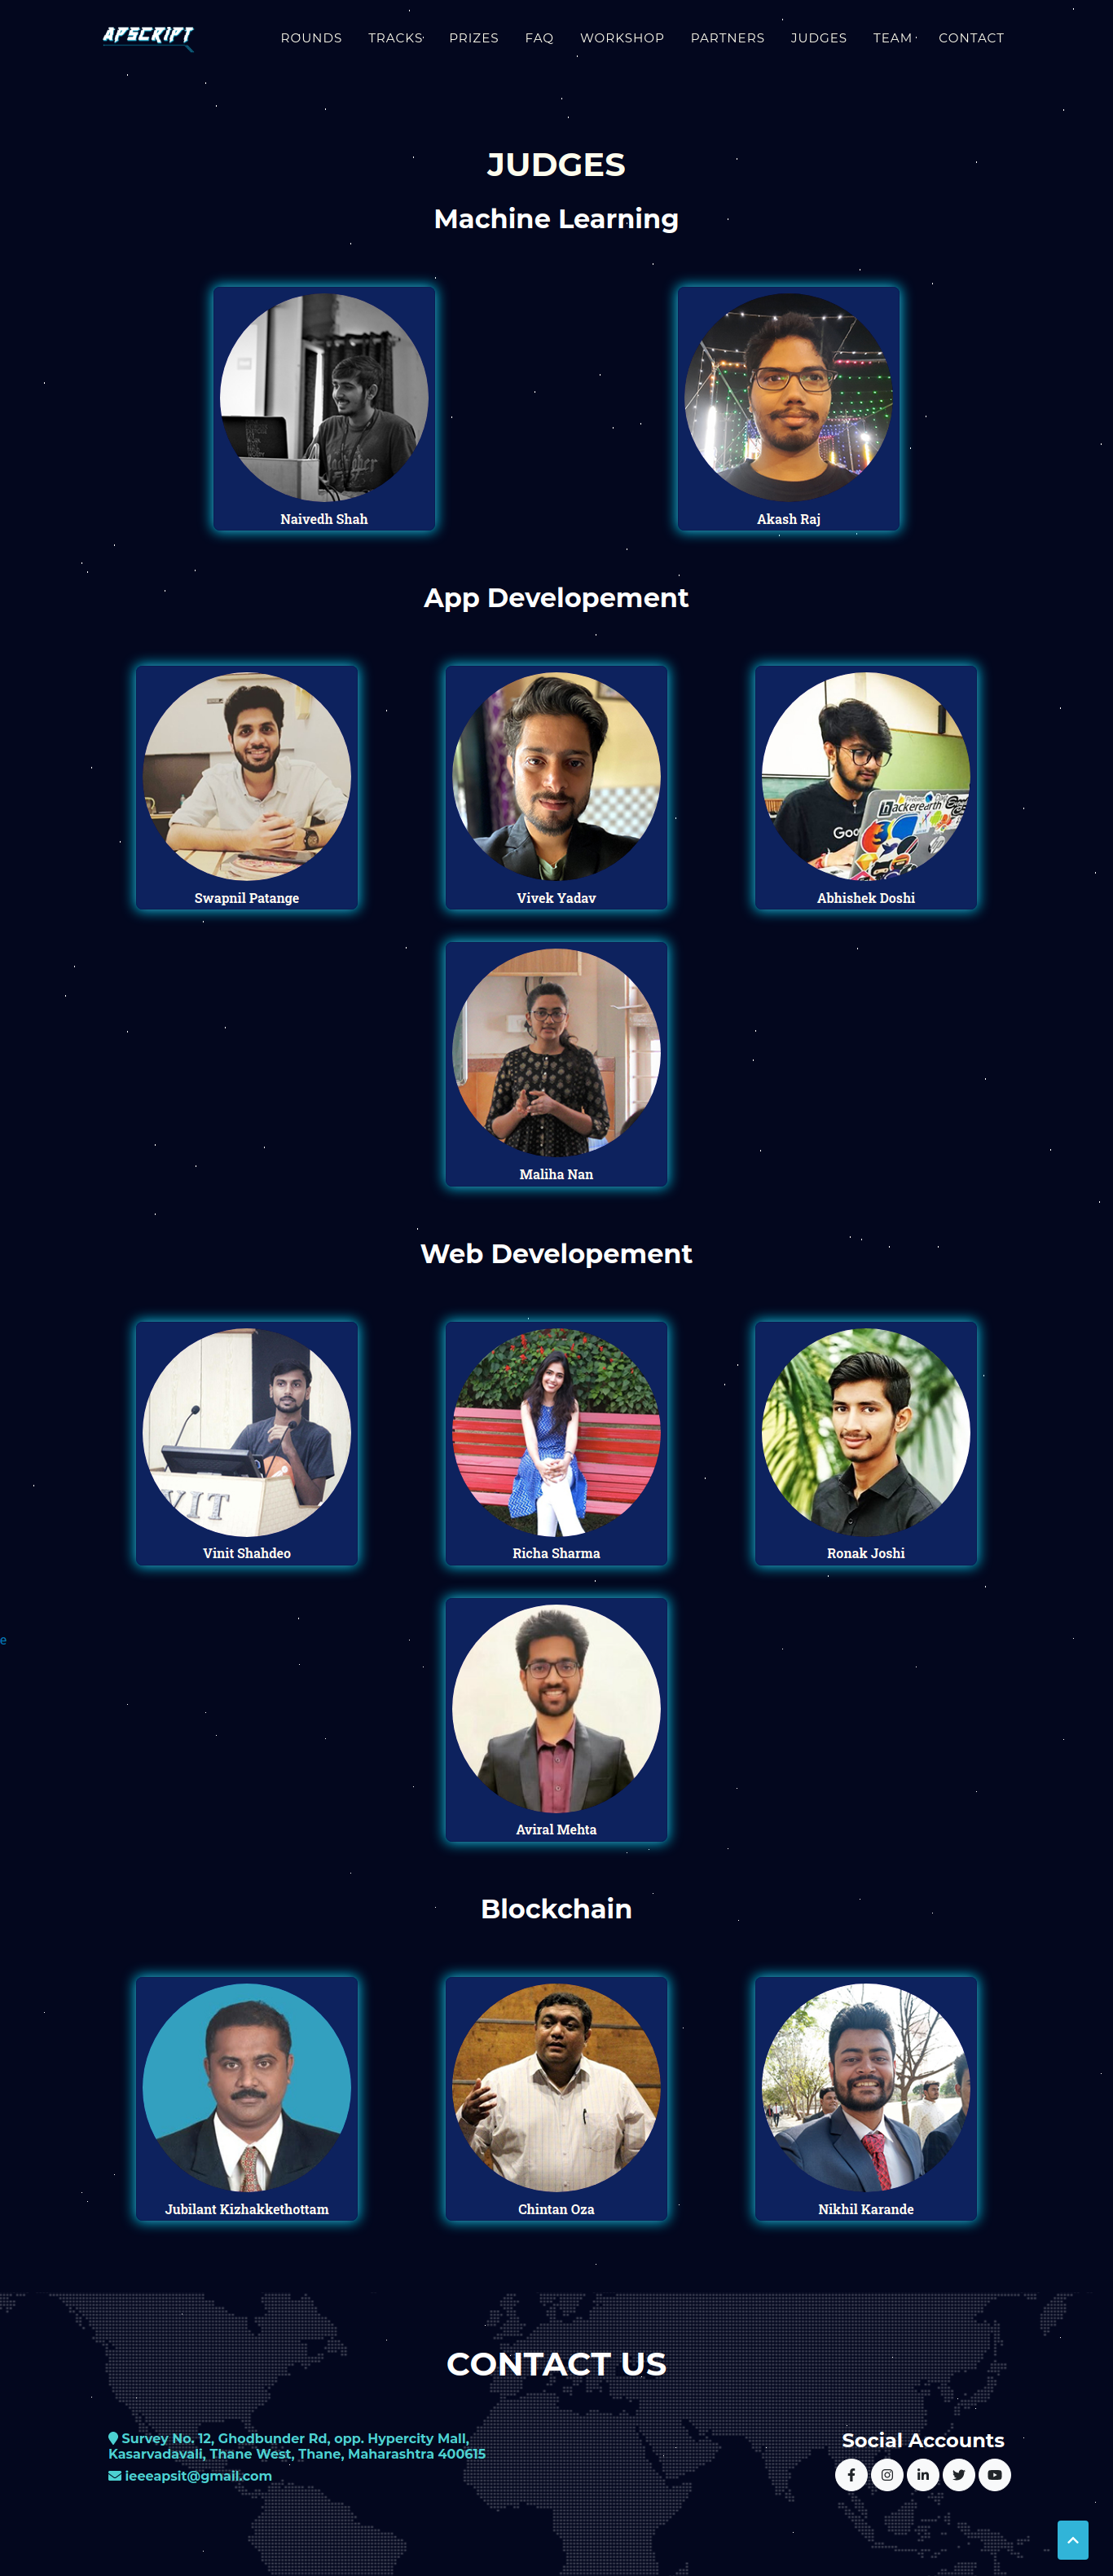 APSCRIPT
ROUNDS TRACKS PRIZES FAQ WORKSHOP PARTNERS JUDGES TEAM CONTACT
JUDGES
Machine Learning
Naivedh Shah
Akash Raj
App Developement
Swapnil Patange
Vivek Yadav
hackerearth
Goo
Abhishek Doshi
Maliha Nan
Web Developement
VIT
Vinit Shahdeo
Richa Sharma
Ronak Joshi
e
Aviral Mehta
Blockchain
Jubilant Kizhakkethottam
Chintan Oza
Nikhil Karande
CONTACT US
Survey No. 12, Ghodbunder Rd, opp. Hypercity Mall,
Kasarvadavali, Thane West, Thane, Maharashtra 400615
ieeeapsit@gmail.com
Social Accounts